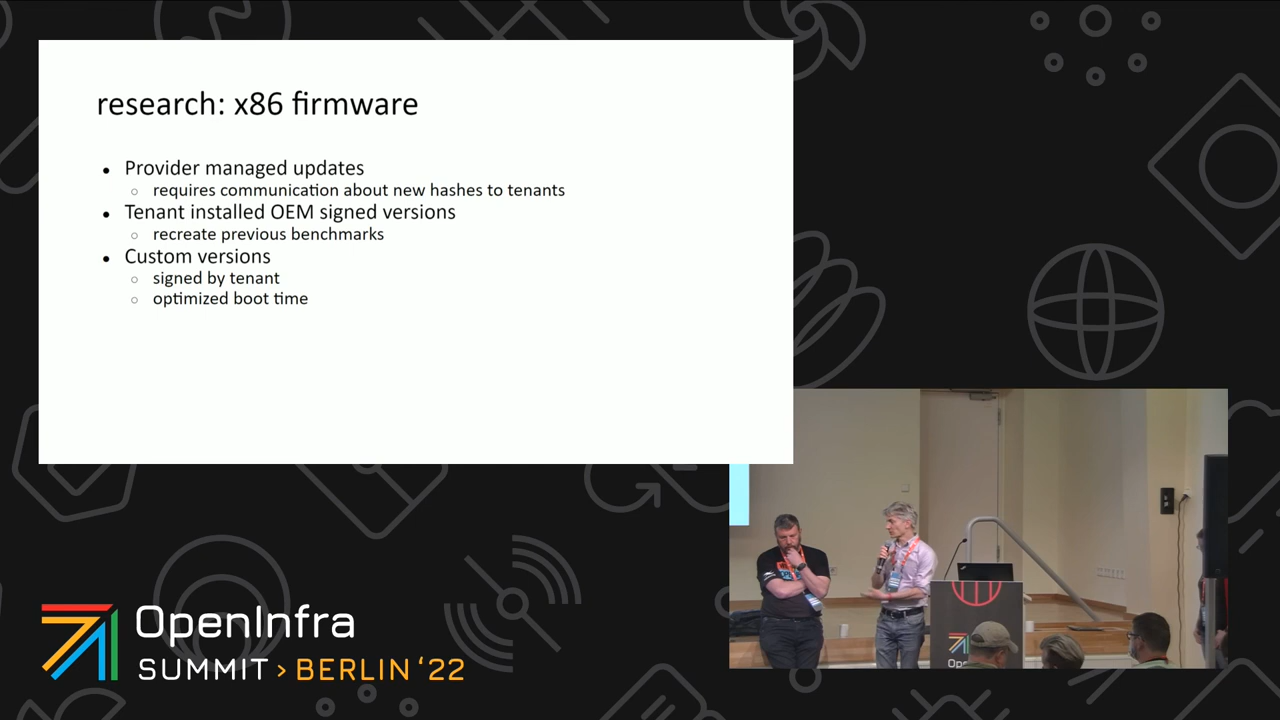 research: x86 firmware
● Provider managed updates
○ requires communication about new hashes to tenants
● Tenant installed OEM signed versions
○ recreate previous benchmarks
● Custom versions
○ signed by tenant
○ optimized boot time
OpenInfra
SUMMIT > BERLIN ‘22